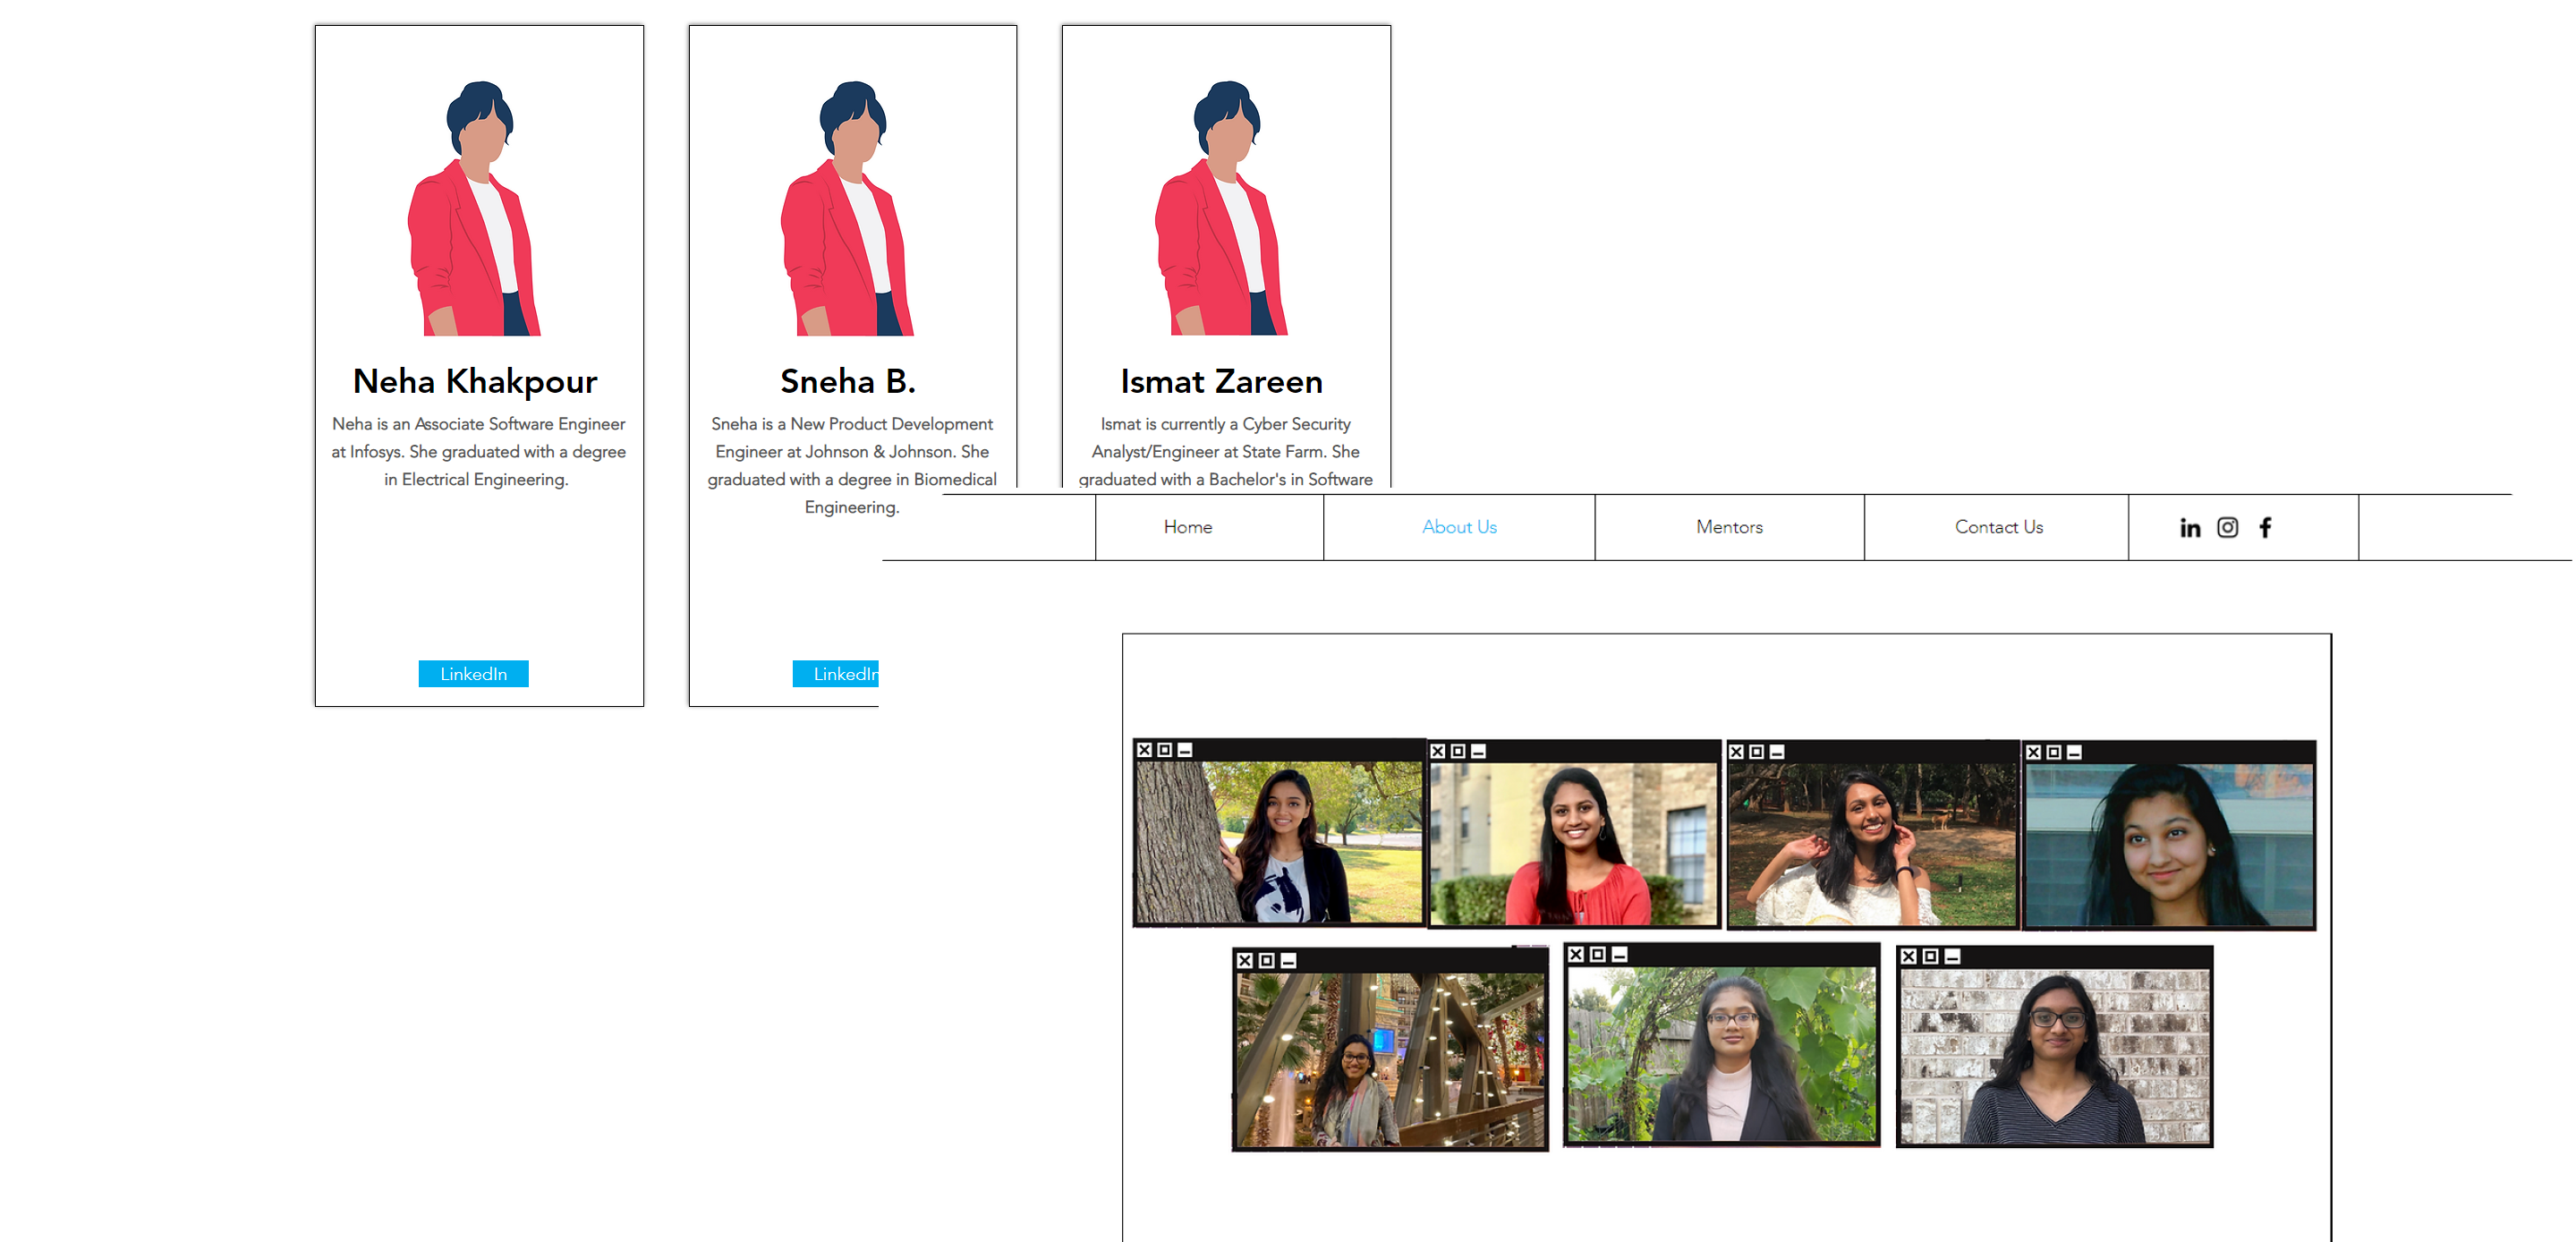 Neha Khakpour
Neha is an Associate Software Engineer
at Infosys. She graduated with a degree
in Electrical Engineering.
LinkedIn
Sneha B.
Sneha is a New Product Development
Engineer at Johnson & Johnson. She
graduated with a degree in Biomedical
Engineering.
LinkedIn
Ismat Zareen
Ismat is currently a Cyber Security
Analyst/Engineer at State Farm. She
graduated with a Bachelor's in Software
Home
About Us
Mentors
Contact Us